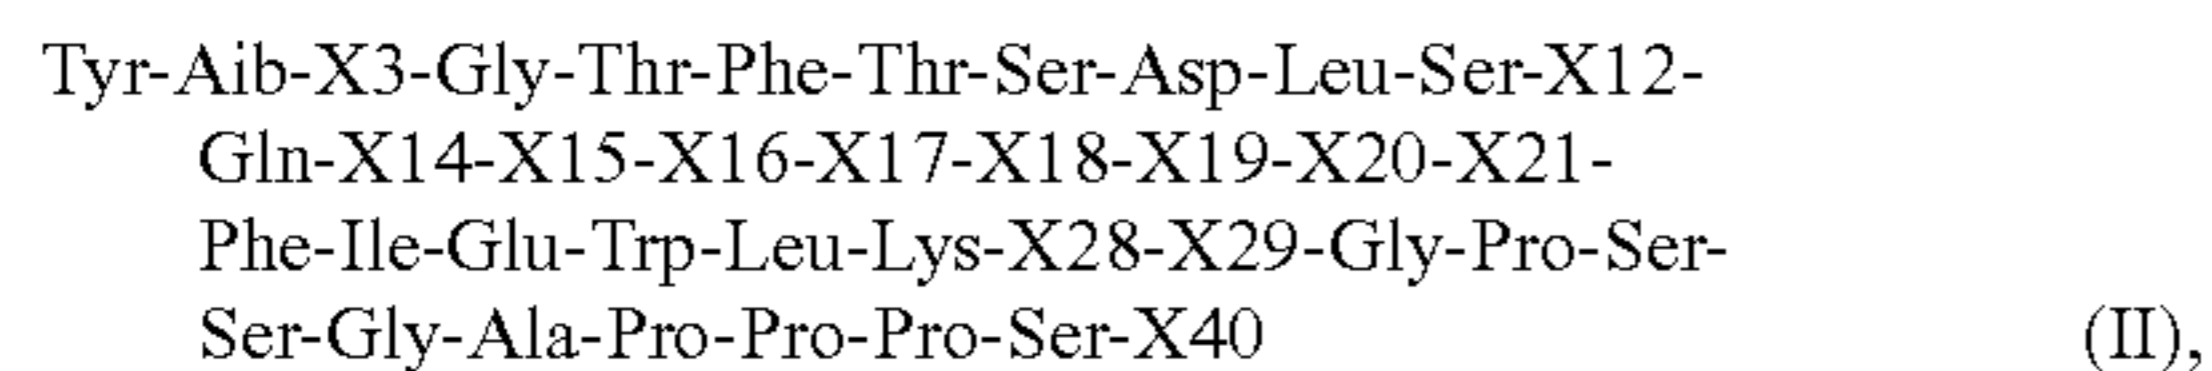 Tyr-Aib-X3-Gly-Thr-Phe-Thr-Ser-Asp-Leu-Ser-X12-
Gln-X14-X15-X16-X17-X18-X19-X20-X21-
Phe-Ile-Glu-Trp-Leu-Lys-X28-X29-Gly-Pro-Ser-
Ser-Gly-Ala-Pro-Pro-Pro-Ser-X40 (II),